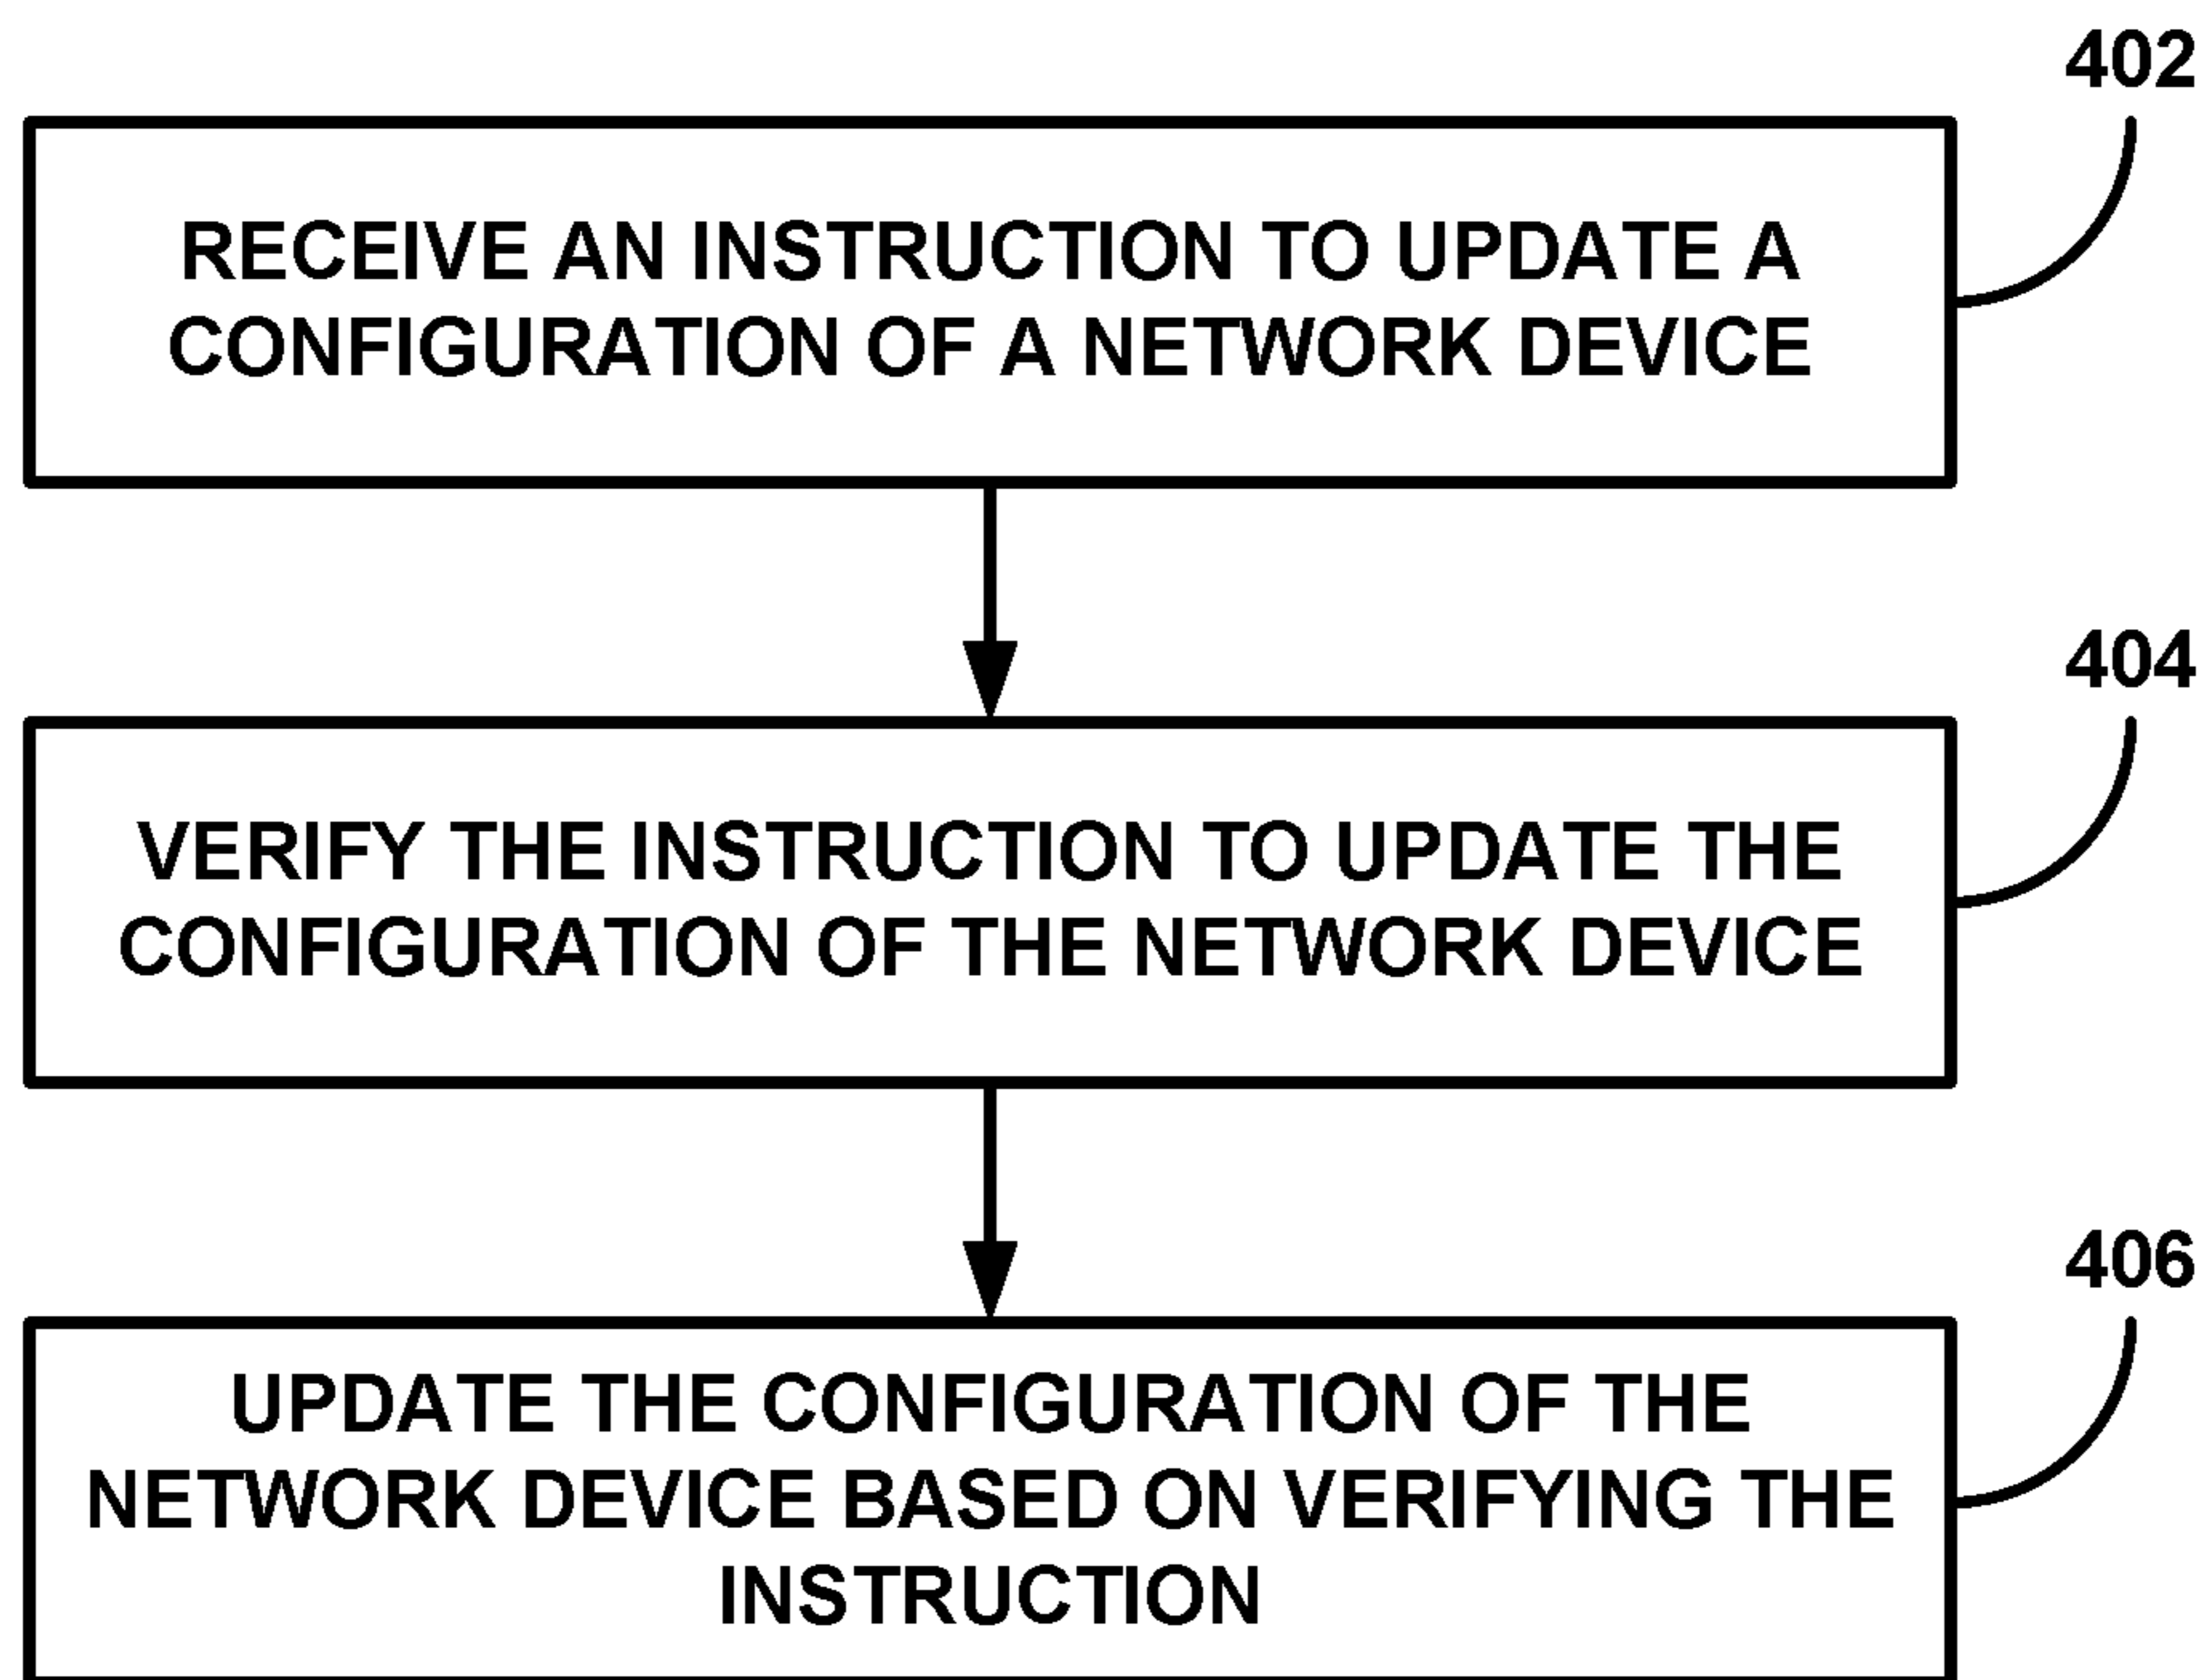 402
RECEIVE AN INSTRUCTION TO UPDATE A
CONFIGURATION OF A NETWORK DEVICE
404
VERIFY THE INSTRUCTION TO UPDATE THE
CONFIGURATION OF THE NETWORK DEVICE
406
UPDATE THE CONFIGURATION OF THE
NETWORK DEVICE BASED ON VERIFYING THE
INSTRUCTION